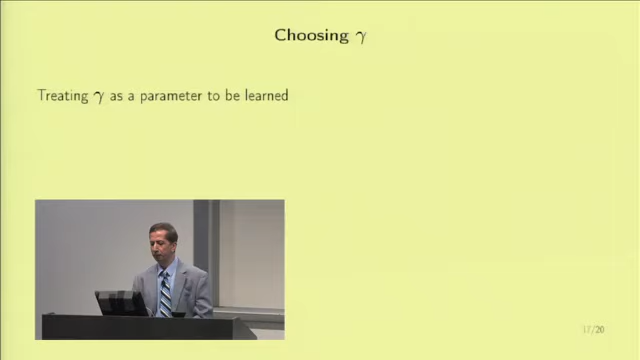 Choosing γ
Treating γ as a parameter to be learned
17/20